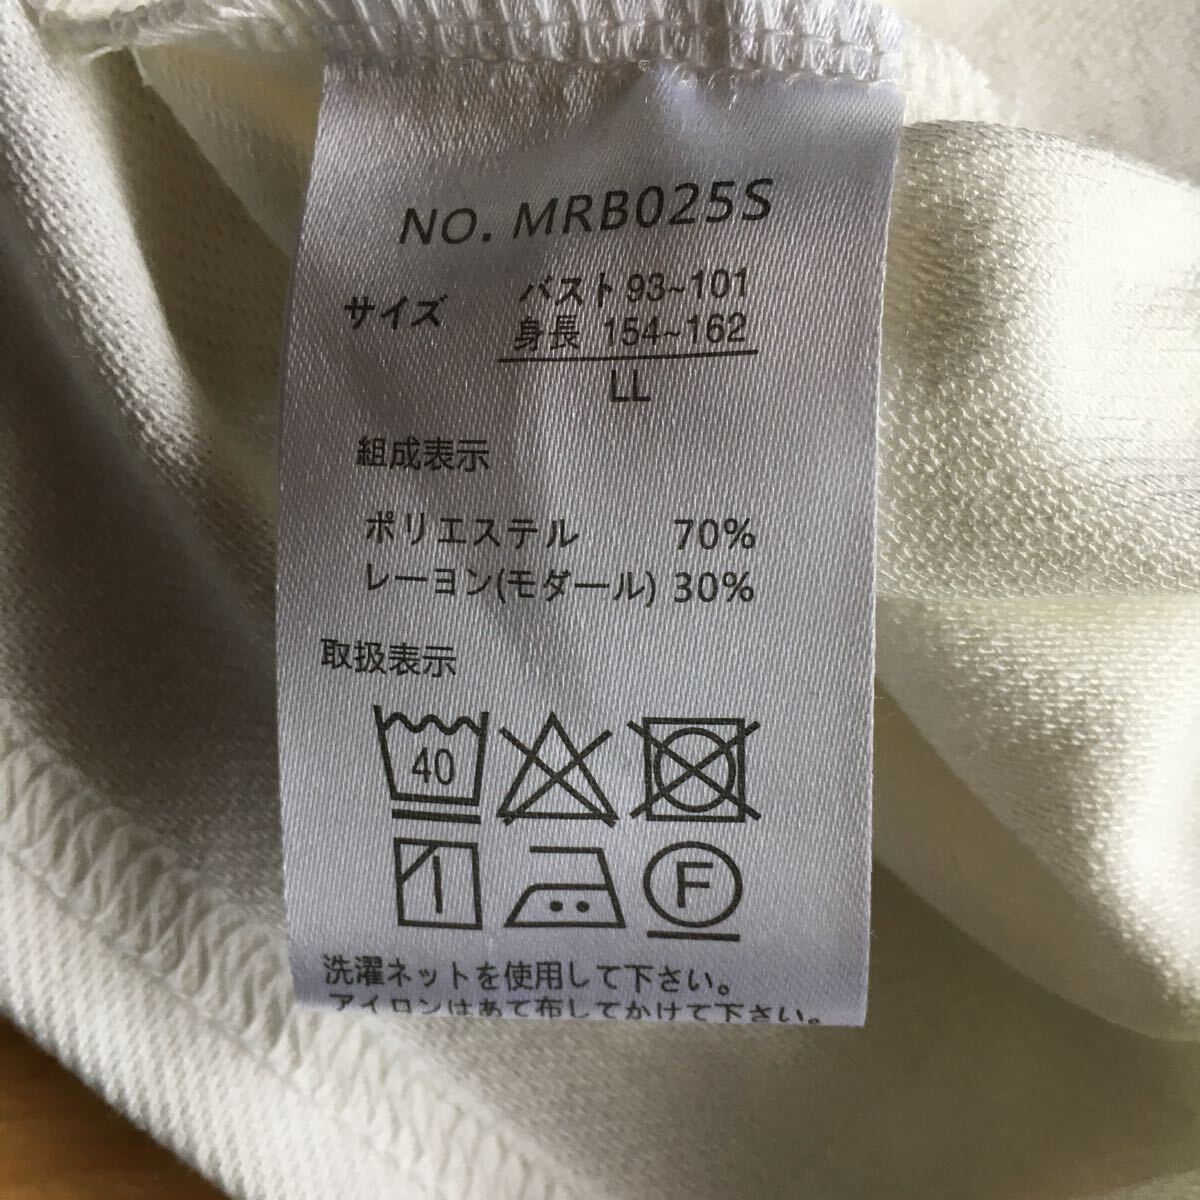 NO. MRB025S
サイズ バスト 93~101
身長 154~162
LL
組成表示
ポリエステル 70%
レーヨン(モダール) 30%
取扱表示
40
F
洗濯ネットを使用して下さい。
アイロンはあて布してかけて下さい。